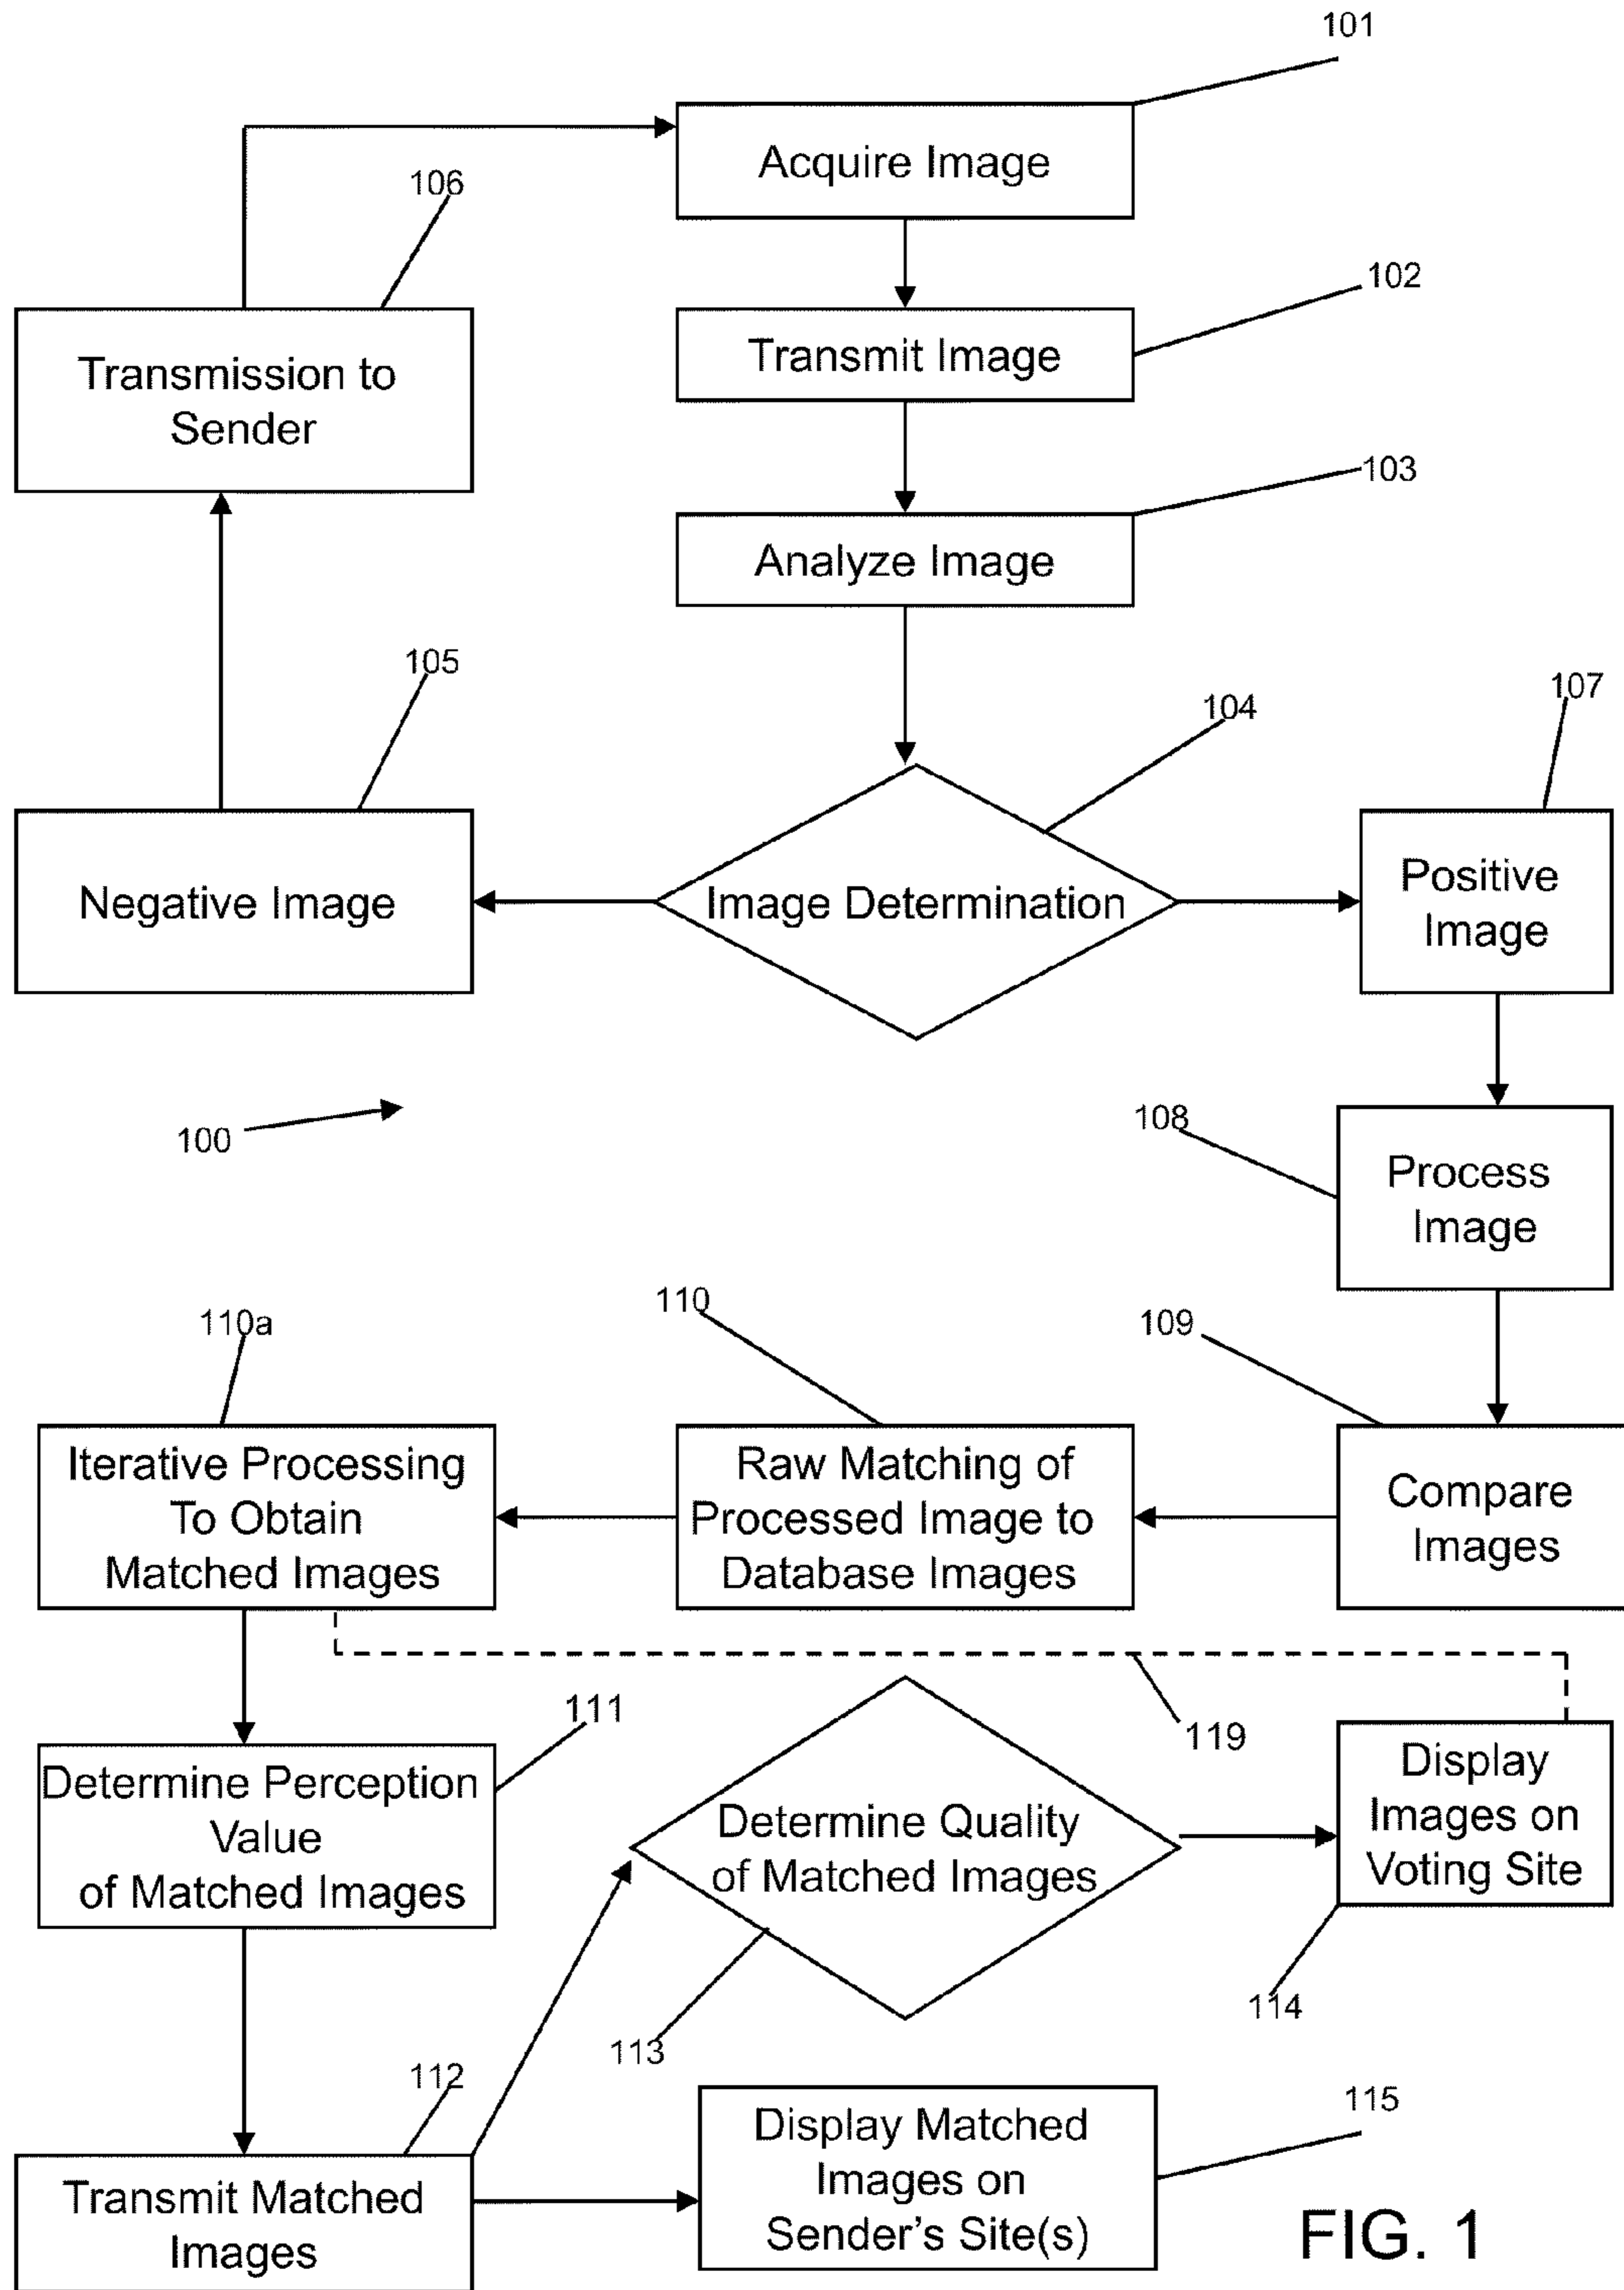 101
Acquire Image
106
102
Transmission to
Sender
Transmit Image
103
Analyze Image
105
104
107
Negative Image
Image Determination
Positive
Image
100
108
Process
Image
110a
110
109
Iterative Processing
To Obtain
Matched Images
Raw Matching of
Processed Image to
Database Images
Compare
Images
119
111
Determine Perception
Value
of Matched Images
Determine Quality
of Matched Images
Display
Images on
Voting Site
113
114
112
Transmit Matched
Images
Display Matched
Images on
Sender's Site(s)
115
FIG. 1